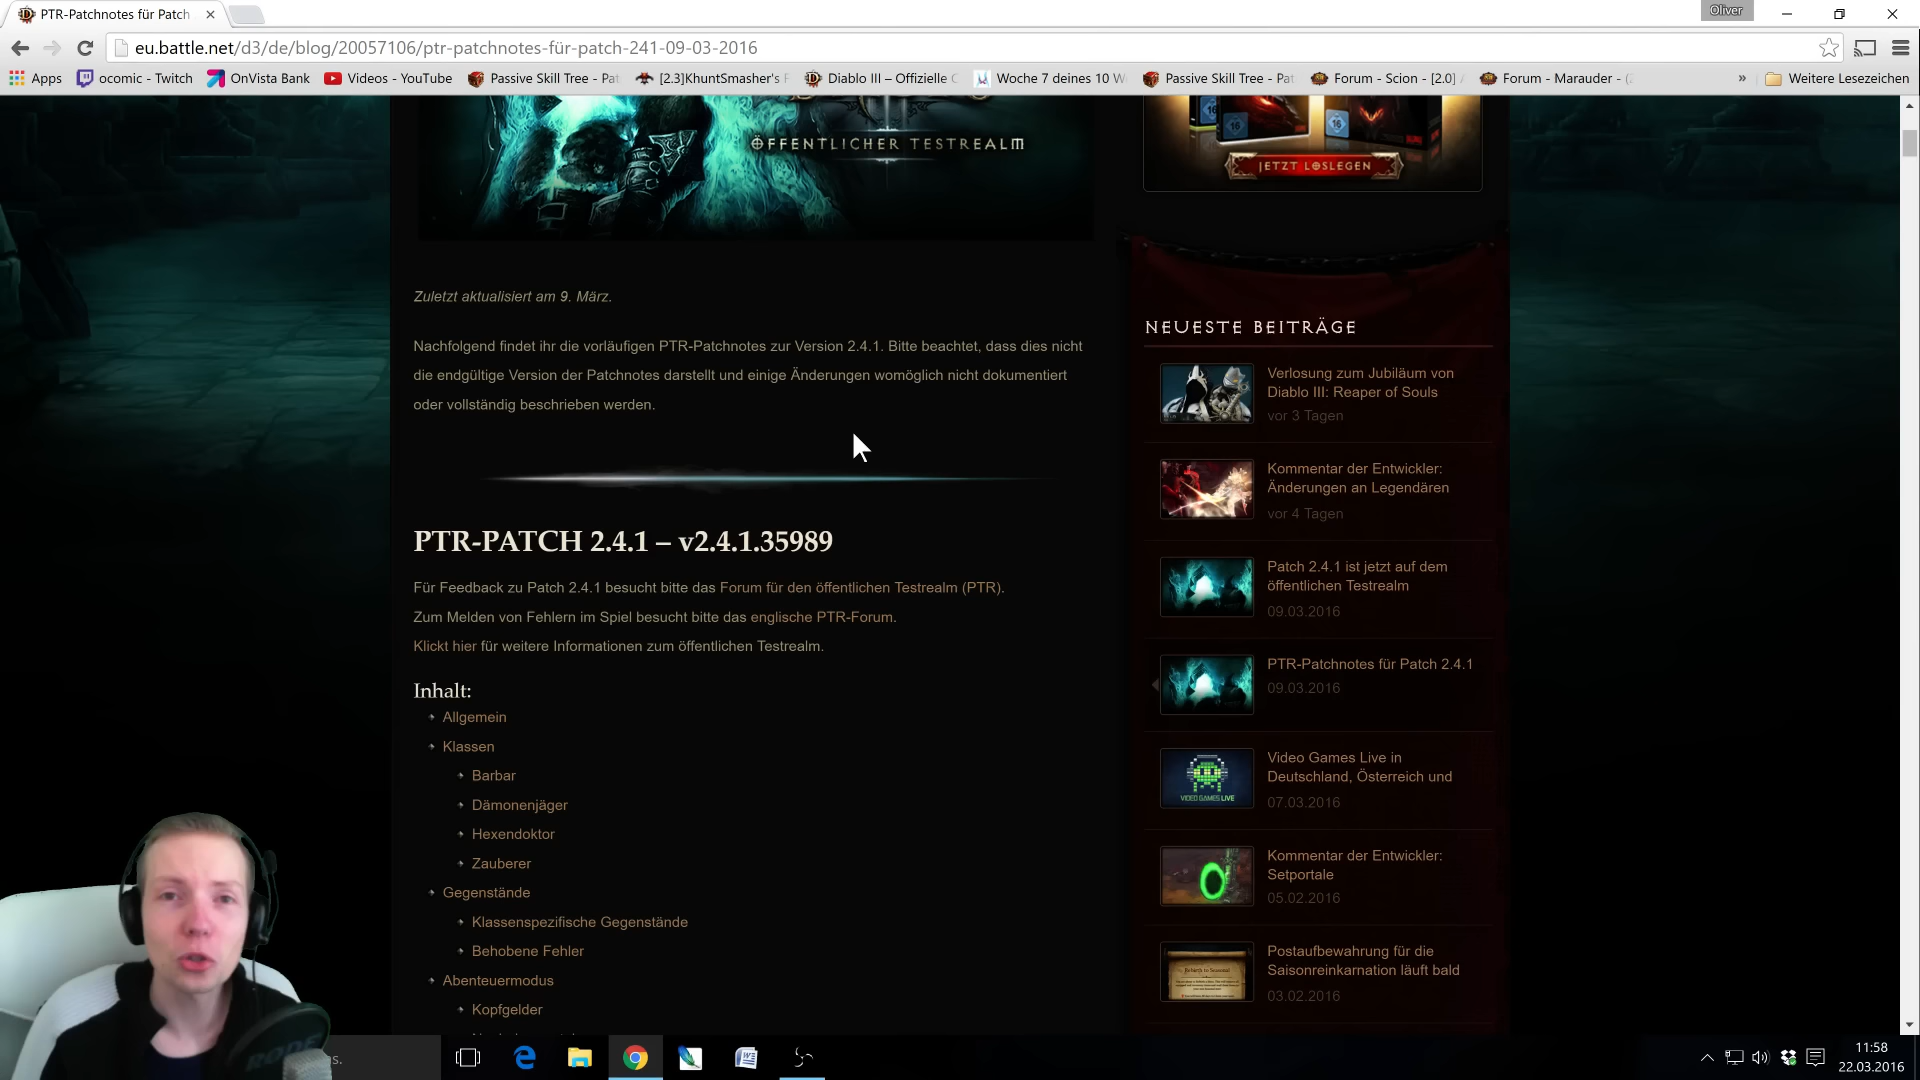 PTR-Patchnotes für Patch
Oliver
eu.battle.net/d3/de/blog/20057106/ptr-patchnotes-für-patch-241-09-03-2016
Apps
ocomic - Twitch
OnVista Bank
Videos - YouTube
Passive Skill Tree - Pat
[2.3]KhuntSmasher's F
Diablo III – Offizielle
Woche 7 deines 10 W
Passive Skill Tree - Pat
Forum - Scion - [2.0]
Forum - Marauder - (
»
Weitere Lesezeichen
ÖFFENTLICHER TESTREALM
16
16
JETZT LOSLEGEN
Zuletzt aktualisiert am 9. März.
Nachfolgend findet ihr die vorläufigen PTR-Patchnotes zur Version 2.4.1. Bitte beachtet, dass dies nicht
die endgültige Version der Patchnotes darstellt und einige Änderungen womöglich nicht dokumentiert
oder vollständig beschrieben werden.
PTR-PATCH 2.4.1 – v2.4.1.35989
Für Feedback zu Patch 2.4.1 besucht bitte das Forum für den öffentlichen Testrealm (PTR).
Zum Melden von Fehlern im Spiel besucht bitte das englische PTR-Forum.
Klickt hier für weitere Informationen zum öffentlichen Testrealm.
Inhalt:
Allgemein
Klassen
Barbar
Dämonenjäger
Hexendoktor
Zauberer
Gegenstände
Klassenspezifische Gegenstände
Behobene Fehler
Abenteuermodus
Kopfgelder
NEUESTE BEITRÄGE
Verlosung zum Jubiläum von
Diablo III: Reaper of Souls
vor 3 Tagen
Kommentar der Entwickler:
Änderungen an Legendären
vor 4 Tagen
Patch 2.4.1 ist jetzt auf dem
öffentlichen Testrealm
09.03.2016
PTR-Patchnotes für Patch 2.4.1
09.03.2016
VIDEO GAMES LIVE
Video Games Live in
Deutschland, Österreich und
07.03.2016
Kommentar der Entwickler:
Setportale
05.02.2016
Postaufbewahrung für die
Saisonreinkarnation läuft bald
03.02.2016
RODE
s.
11:58
22.03.2016